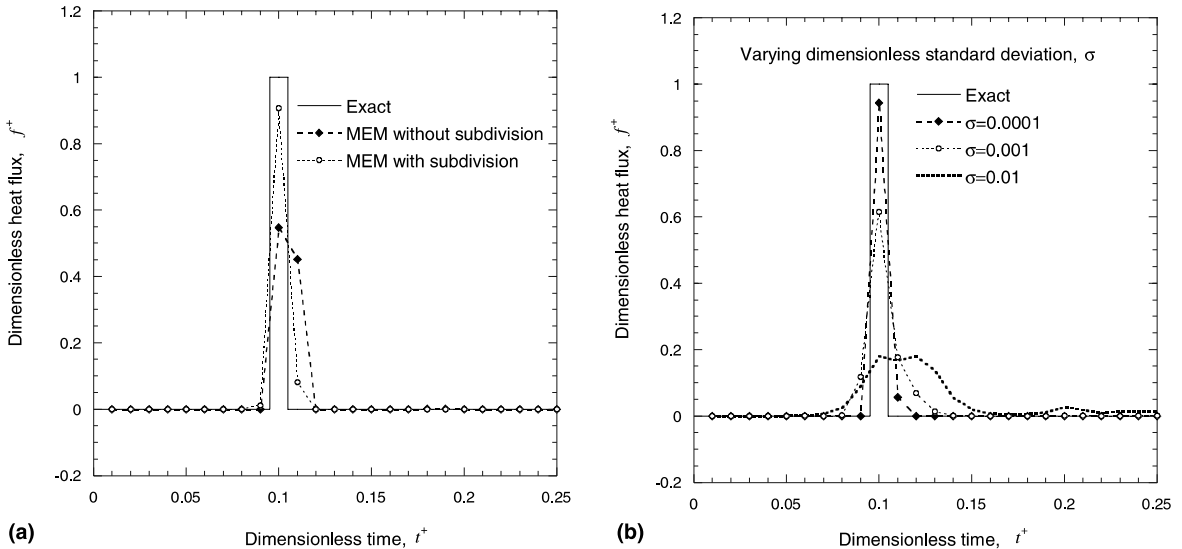 1.2
1
0.8
0.6
0.4
0.2
0
-0.2
Dimensionless heat flux, f⁺
Exact
MEM without subdivision
MEM with subdivision
0
0.05
0.1
0.15
0.2
0.25
Dimensionless time, t⁺
(a)
1.2
1
0.8
0.6
0.4
0.2
0
-0.2
Dimensionless heat flux, f⁺
Varying dimensionless standard deviation, σ
Exact
σ=0.0001
σ=0.001
σ=0.01
0
0.05
0.1
0.15
0.2
0.25
Dimensionless time, t⁺
(b)